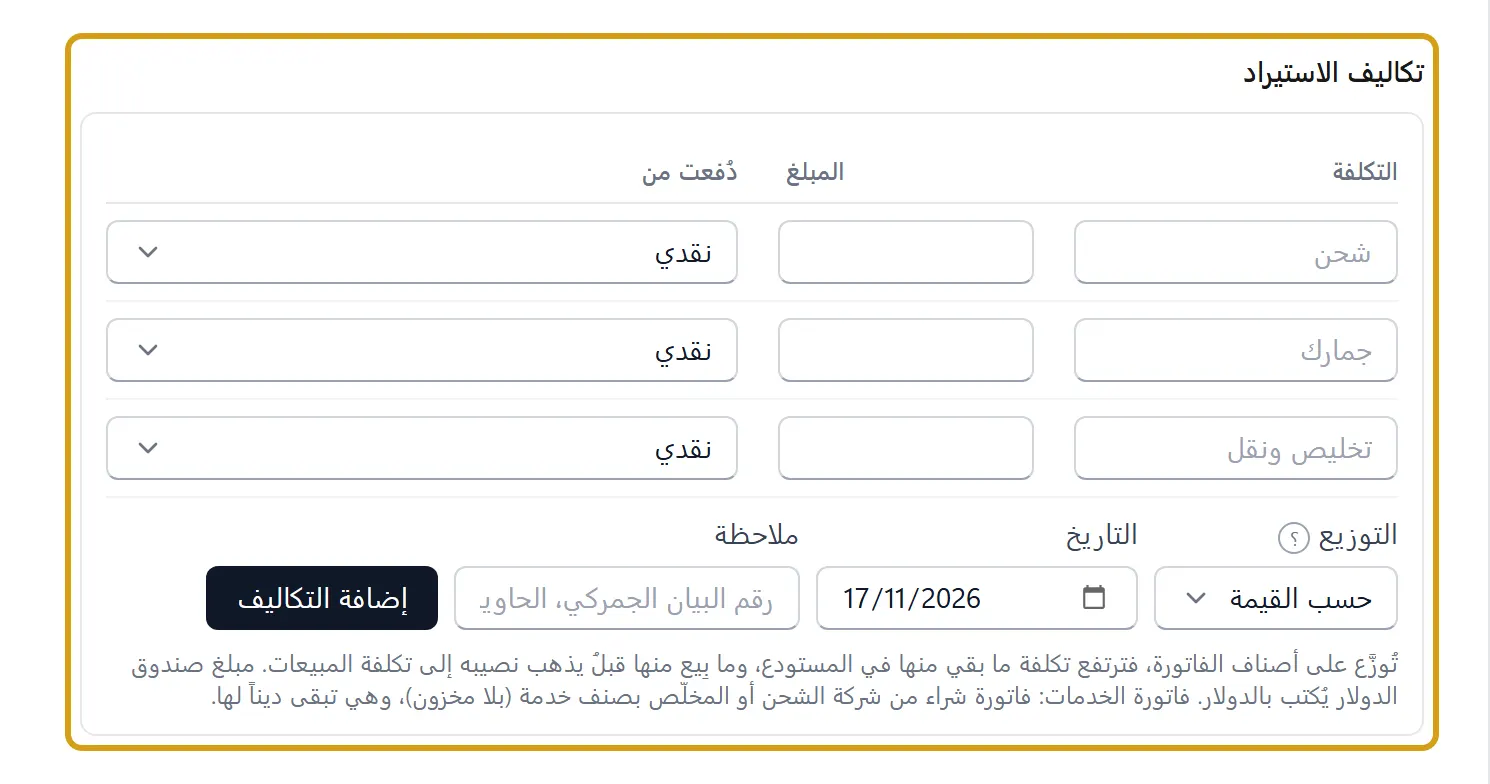 تكاليف الاستيراد
التكلفة المبلغ دُفعت من
شحن نقدي
جمارك نقدي
تخليص ونقل نقدي
التوزيع ؟ التاريخ ملاحظة
حسب القيمة 17/11/2026 رقم البيان الجمركي، الحاوي إضافة التكاليف
تُوزَّع على أصناف الفاتورة، فترتفع تكلفة ما بقي منها في المستودع، وما بِيع منها قبلُ يذهب نصيبه إلى تكلفة المبيعات. مبلغ صندوق
الدولار يُكتب بالدولار. فاتورة الخدمات: فاتورة شراء من شركة الشحن أو المخلّص بصنف خدمة (بلا مخزون)، وهي تبقى ديناً لها.